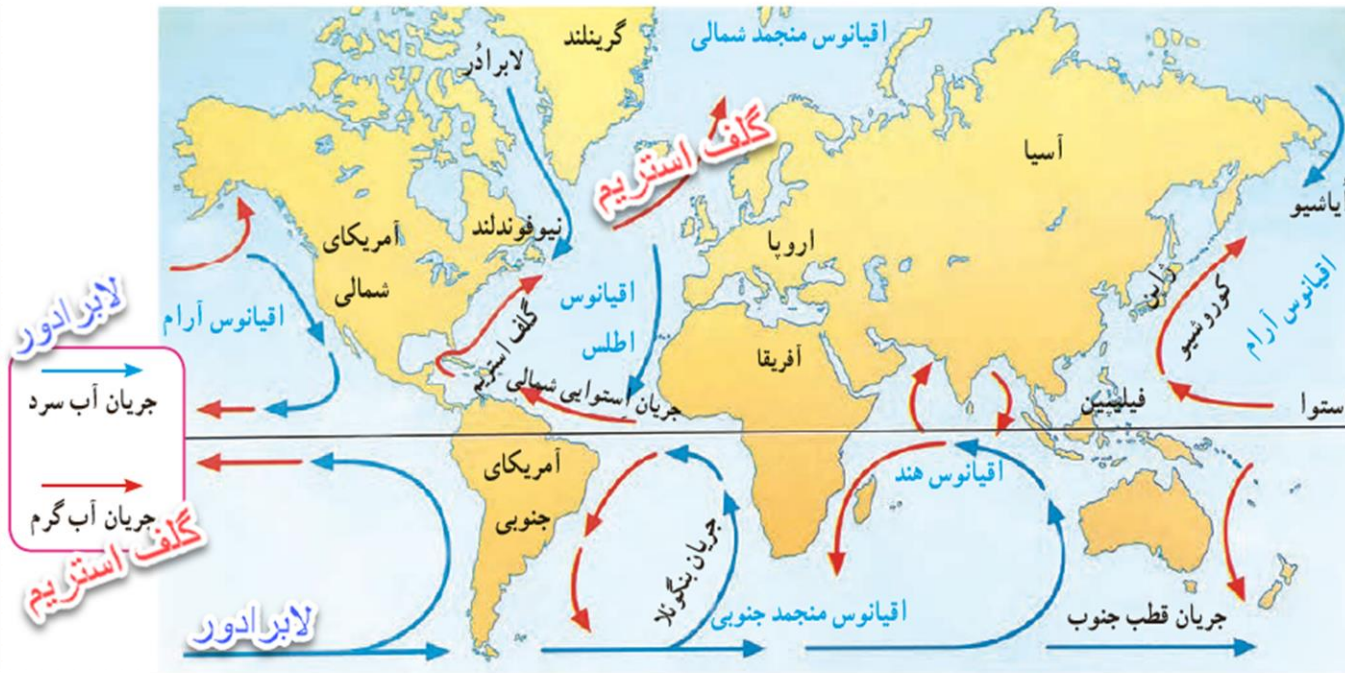 گرینلند
اقیانوس منجمد شمالی
لابرادُر
گلف استریم
آسیا
آیاشیو
نیوفوندلند
آمریکای
شمالی
اروپا
اقیانوس آرام
ژاپن
کوروشیو
اقیانوس
اطلس
گلف استریم
اقیانوس آرام
لابرادور
جریان آب سرد
آفریقا
جریان استوایی شمالی
فیلیپین
ستوا
آمریکای
جنوبی
اقیانوس هند
جریان آب گرم
گلف استریم
جریان بنگوئلا
لابرادور
اقیانوس منجمد جنوبی
جریان قطب جنوب